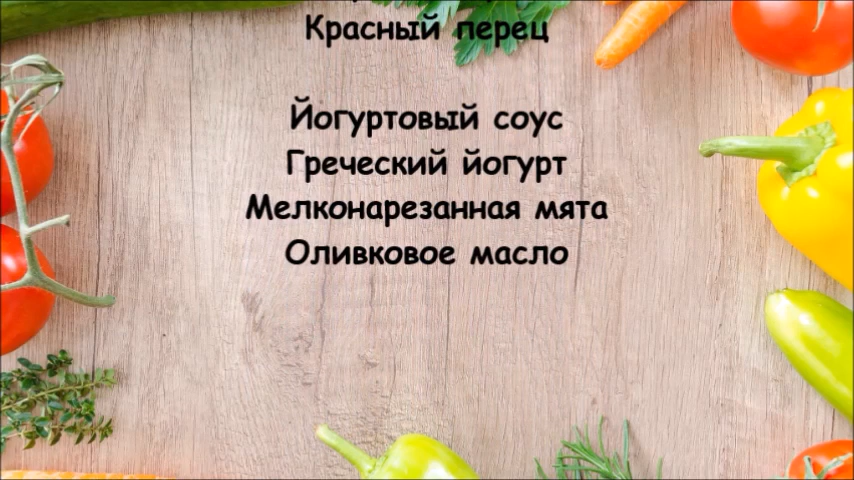 Красный перец
Йогуртовый соус
Греческий йогурт
Мелконарезанная мята
Оливковое масло